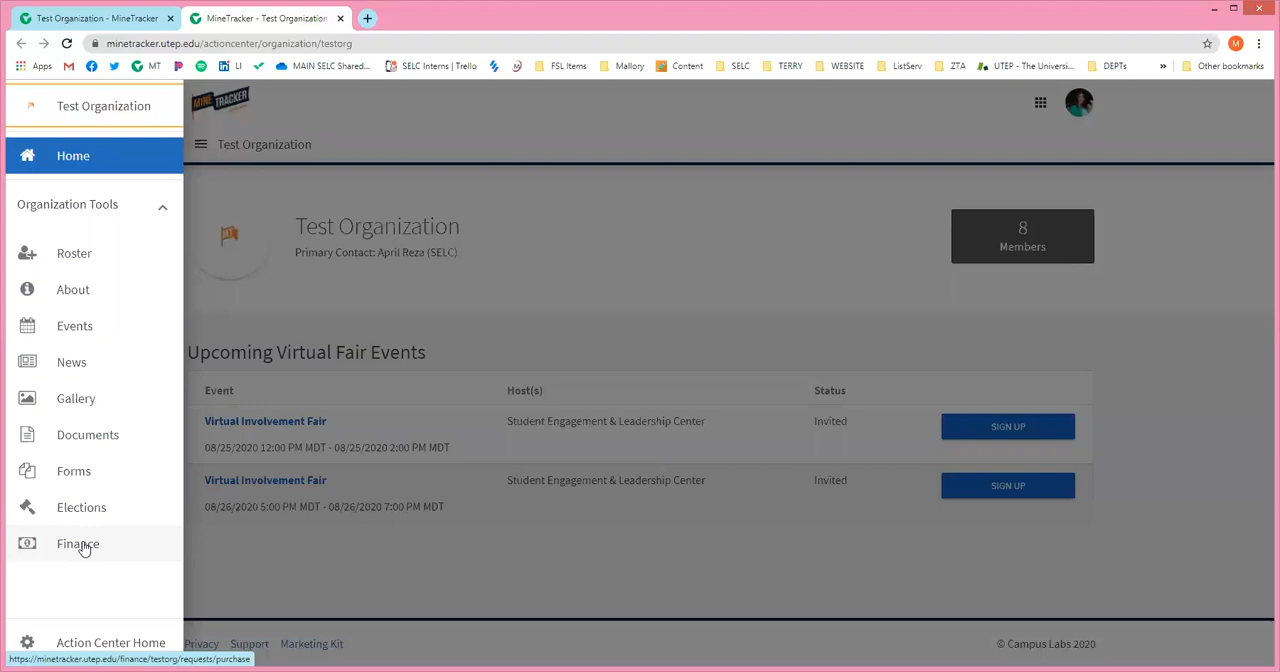 Test Organization - MineTracker
MineTracker - Test Organization
minetracker.utep.edu/actioncenter/organization/testorg
M
Apps
MT
LI
MAIN SELC Shared...
SELC Interns | Trello
FSL Items
Mallory
Content
SELC
TERRY
WEBSITE
ListServ
ZTA
UTEP - The Universi...
DEPTs
»
Other bookmarks
Test Organization
MINE TRACKER
Test Organization
Home
Organization Tools
Roster
About
Events
News
Gallery
Documents
Forms
Elections
Finance
Action Center Home
https://minetracker.utep.edu/finance/testorg/requests/purchase
Test Organization
Primary Contact: April Reza (SELC)
8
Members
Upcoming Virtual Fair Events
Event Host(s) Status
Virtual Involvement Fair Student Engagement & Leadership Center Invited SIGN UP
08/25/2020 12:00 PM MDT - 08/25/2020 2:00 PM MDT
Virtual Involvement Fair Student Engagement & Leadership Center Invited SIGN UP
08/26/2020 5:00 PM MDT - 08/26/2020 7:00 PM MDT
Privacy Support Marketing Kit © Campus Labs 2020